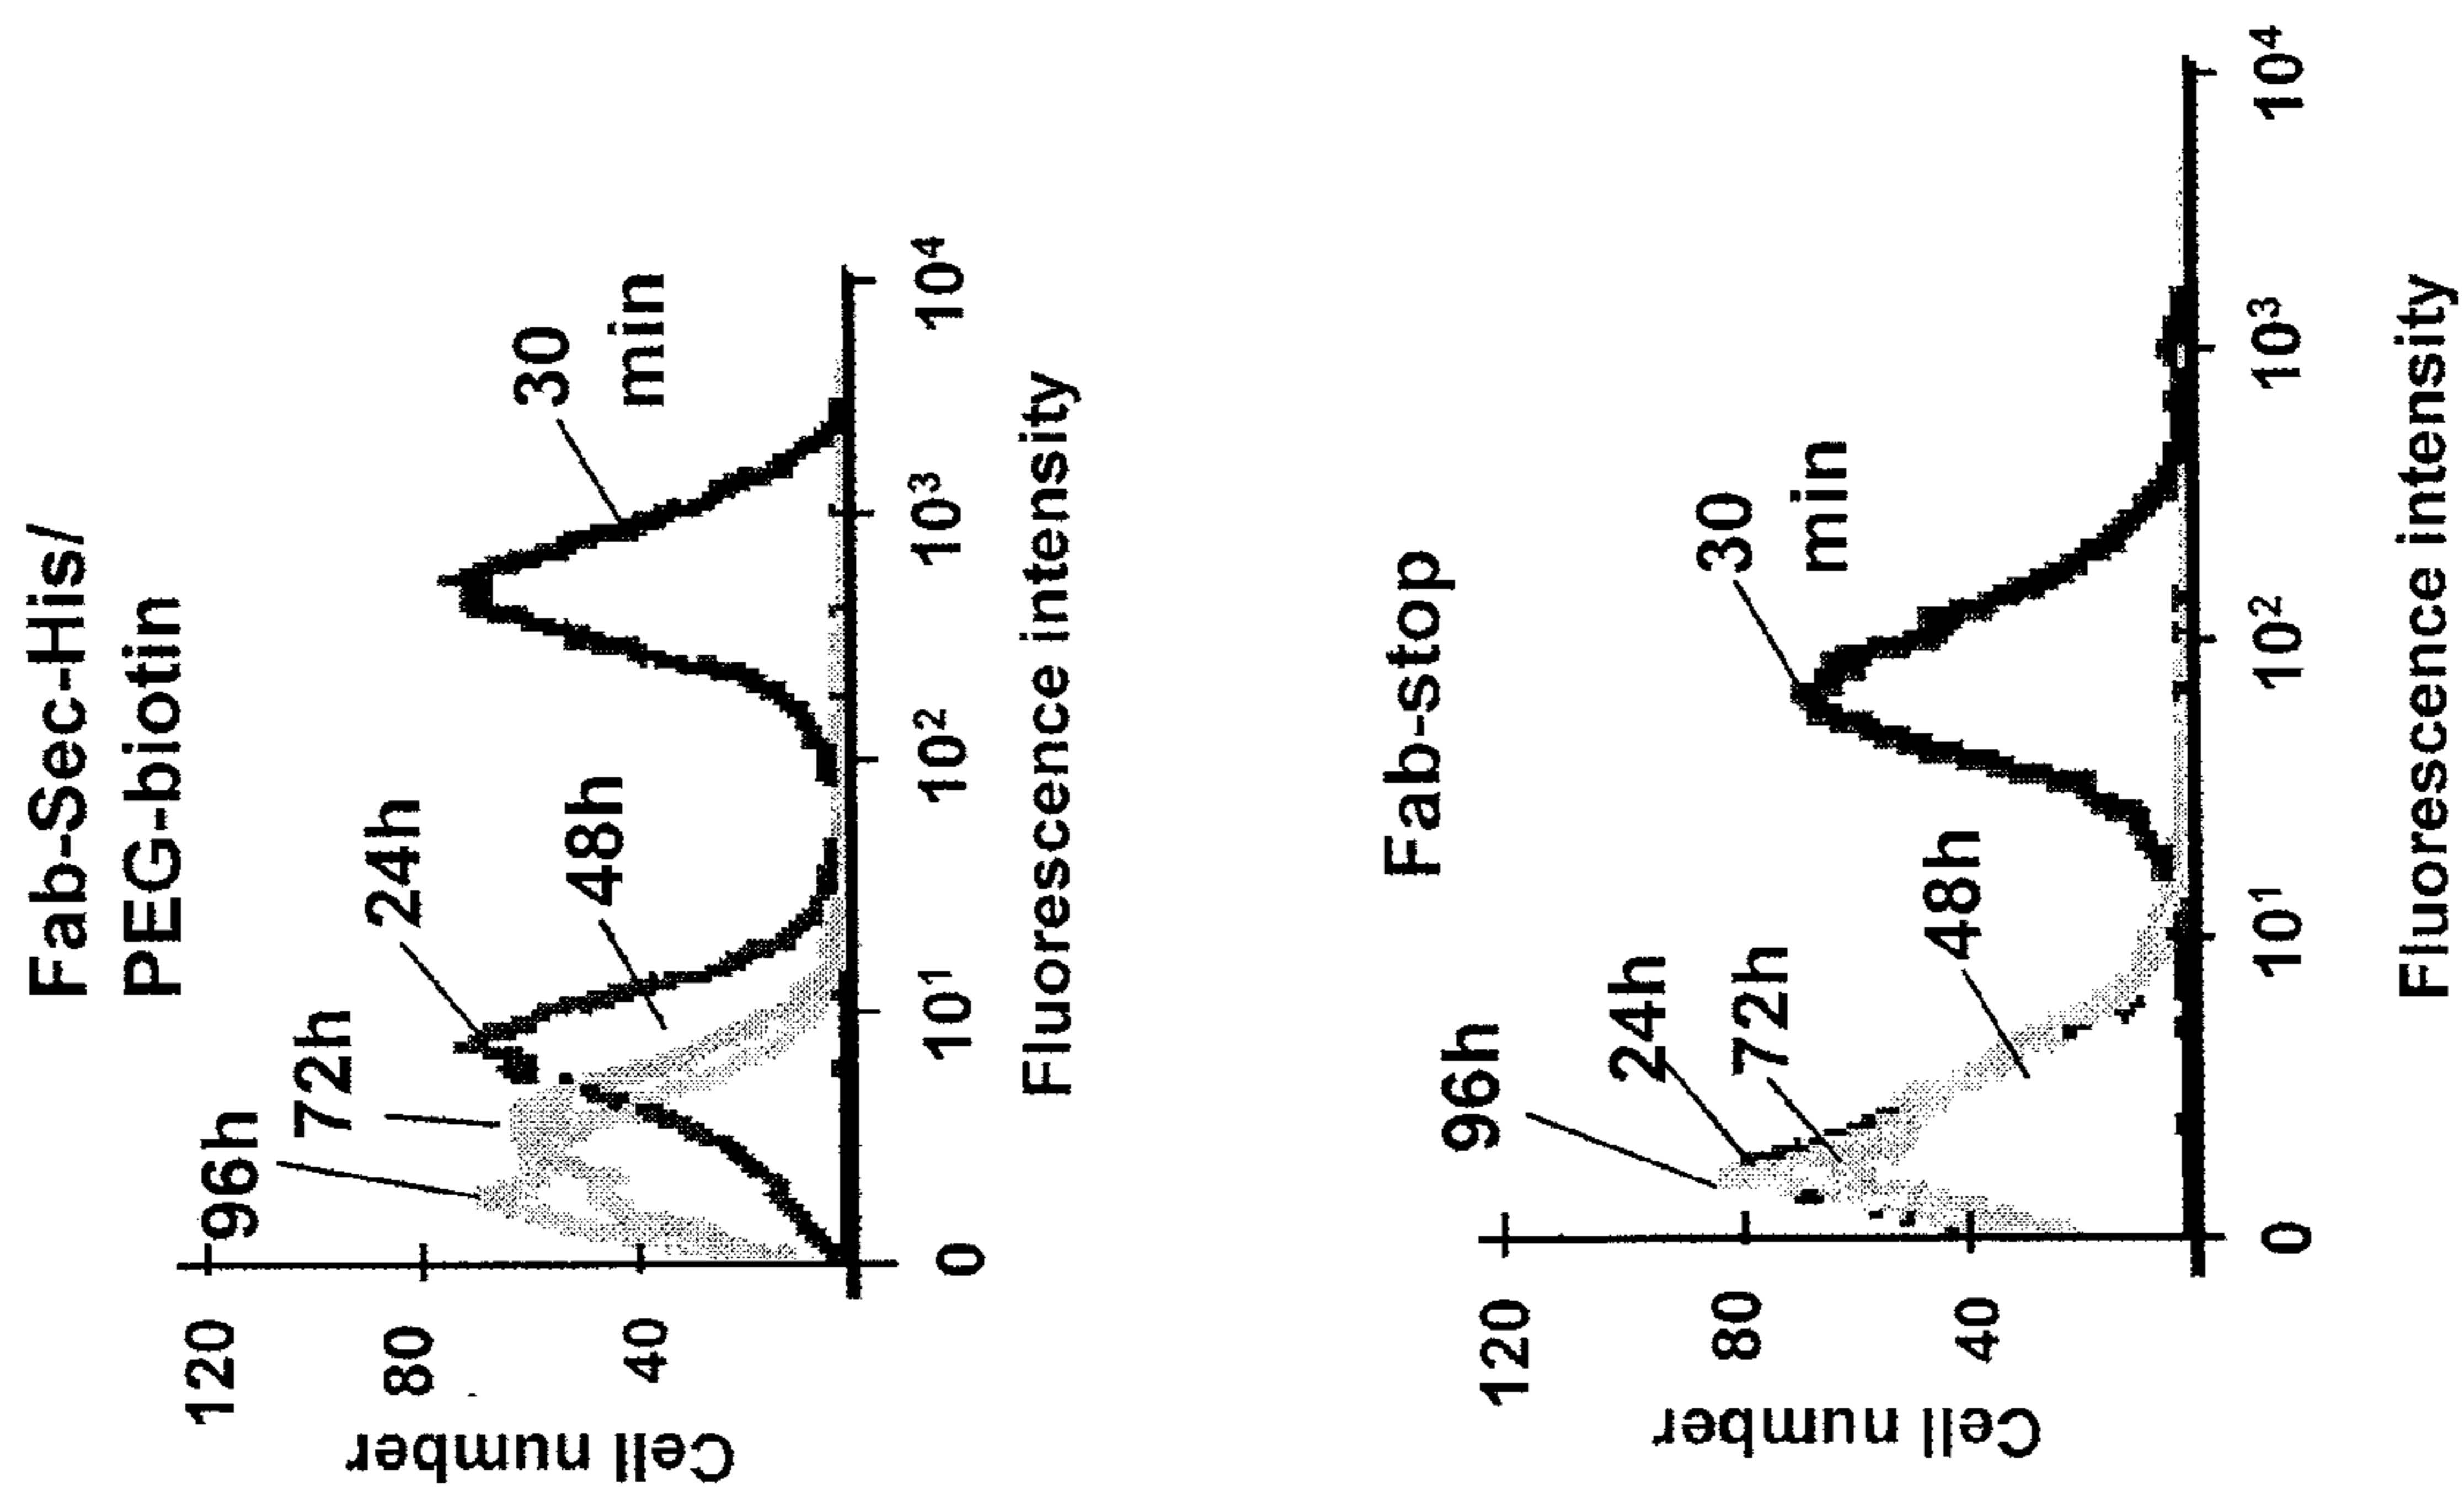 Fab-Sec-His/
PEG-biotin
120
80
40
Cell number
96h
72h
24h
48h
30
min
0
10¹
10²
10³
10⁴
Fluorescence intensity
Fab-stop
120
80
40
Cell number
96h
24h
72h
48h
30
min
0
10¹
10²
10³
10⁴
Fluorescence intensity